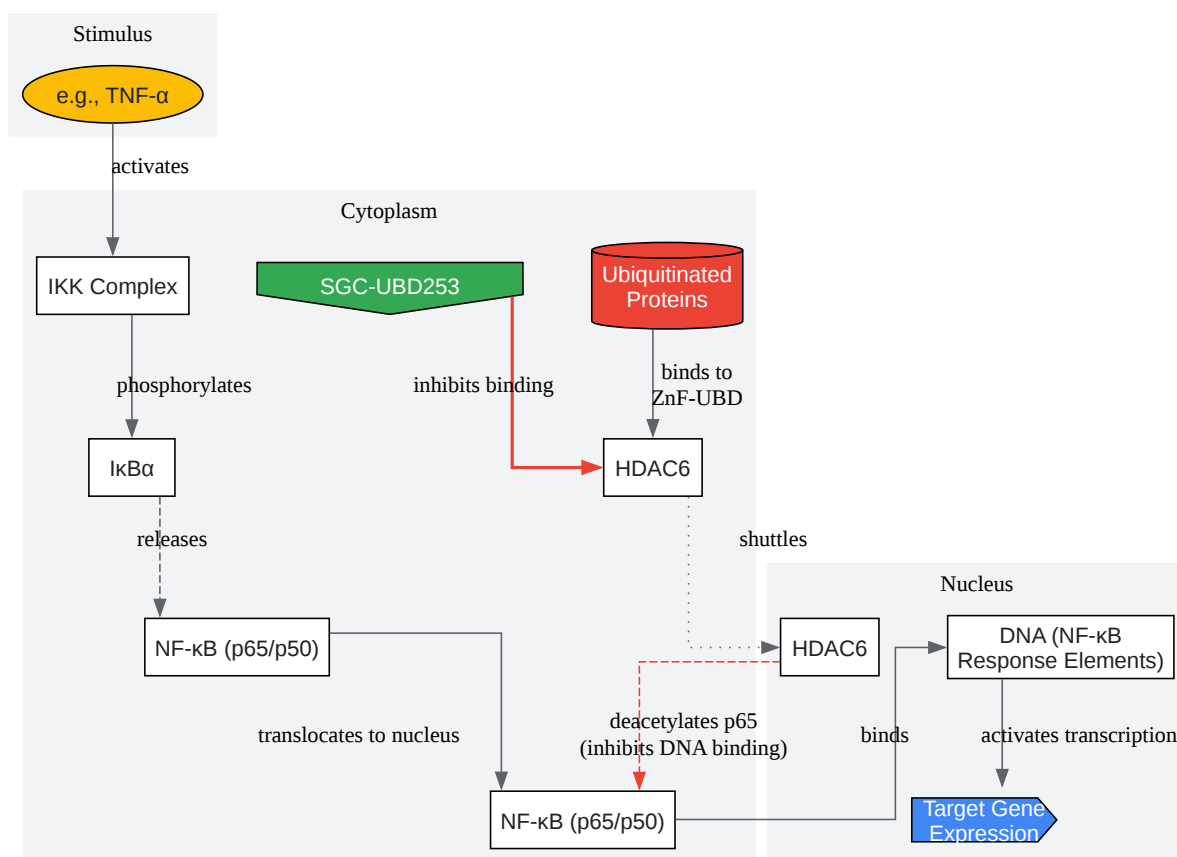 Stimulus
e.g., TNF-α
activates
Cytoplasm
IKK Complex
SGC-UBD253
Ubiquitinated
Proteins
phosphorylates
inhibits binding
binds to
ZnF-UBD
IκBα
HDAC6
releases
shuttles
Nucleus
NF-κB (p65/p50)
HDAC6
DNA (NF-κB
Response Elements)
translocates to nucleus
deacetylates p65
(inhibits DNA binding)
binds
activates transcription
NF-κB (p65/p50)
Target Gene
Expression